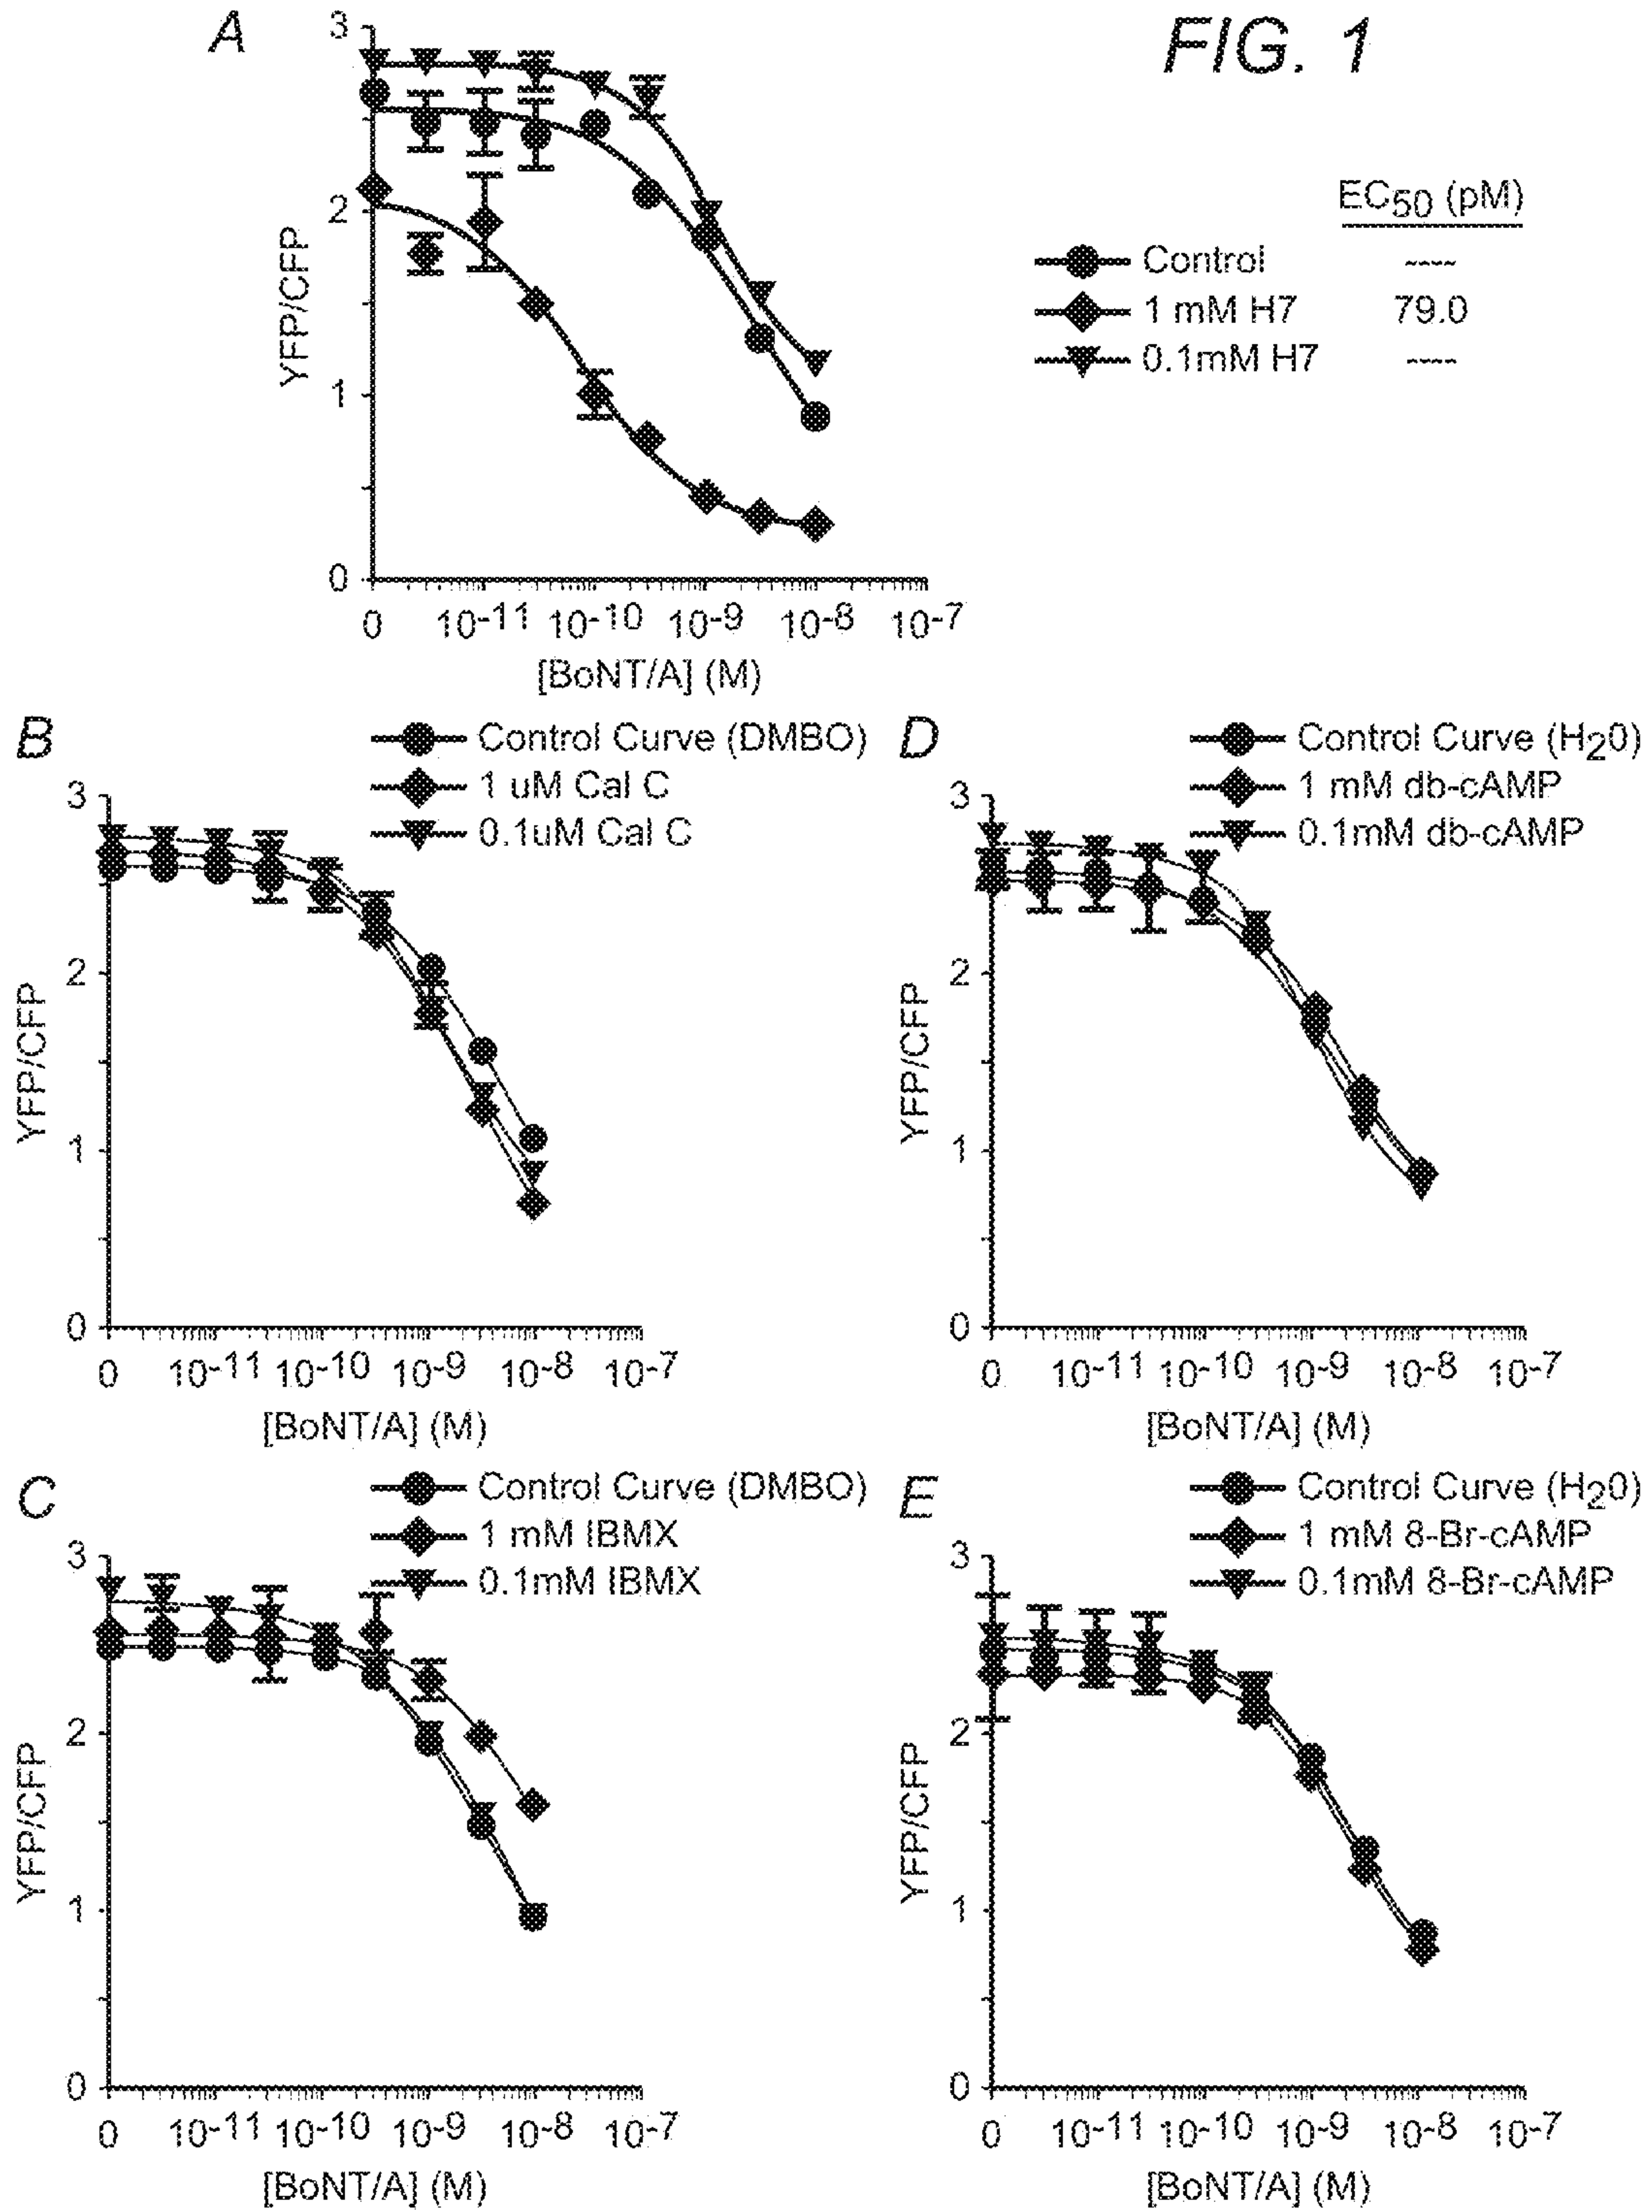 A
FIG. 1
3
2
1
0
YFP/CFP
0 10-11 10-10 10-9 10-8 10-7
[BoNT/A] (M)
EC50 (pM)
Control ----
1 mM H7 79.0
0.1mM H7 ----
B
Control Curve (DMBO)
1 uM Cal C
0.1uM Cal C
3
2
1
0
YFP/CFP
0 10-11 10-10 10-9 10-8 10-7
[BoNT/A] (M)
D
Control Curve (H20)
1 mM db-cAMP
0.1mM db-cAMP
3
2
1
0
YFP/CFP
0 10-11 10-10 10-9 10-8 10-7
[BoNT/A] (M)
C
Control Curve (DMBO)
1 mM IBMX
0.1mM IBMX
3
2
1
0
YFP/CFP
0 10-11 10-10 10-9 10-8 10-7
[BoNT/A] (M)
E
Control Curve (H20)
1 mM 8-Br-cAMP
0.1mM 8-Br-cAMP
3
2
1
0
YFP/CFP
0 10-11 10-10 10-9 10-8 10-7
[BoNT/A] (M)